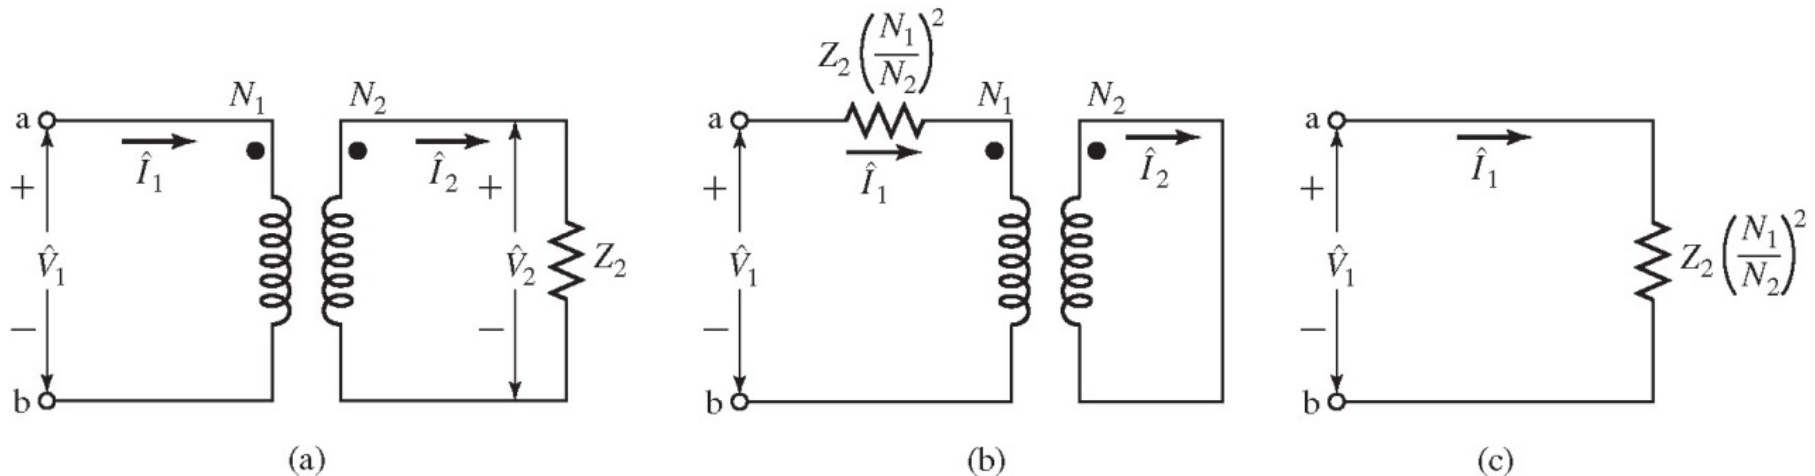 a
N₁
N₂
Î₁
Î₂
+
+
V̂₁
V̂₂
Z₂
−
−
b
(a)
Z₂(N₁/N₂)²
a
N₁
N₂
Î₁
Î₂
+
V̂₁
−
b
(b)
a
Î₁
+
V̂₁
Z₂(N₁/N₂)²
−
b
(c)